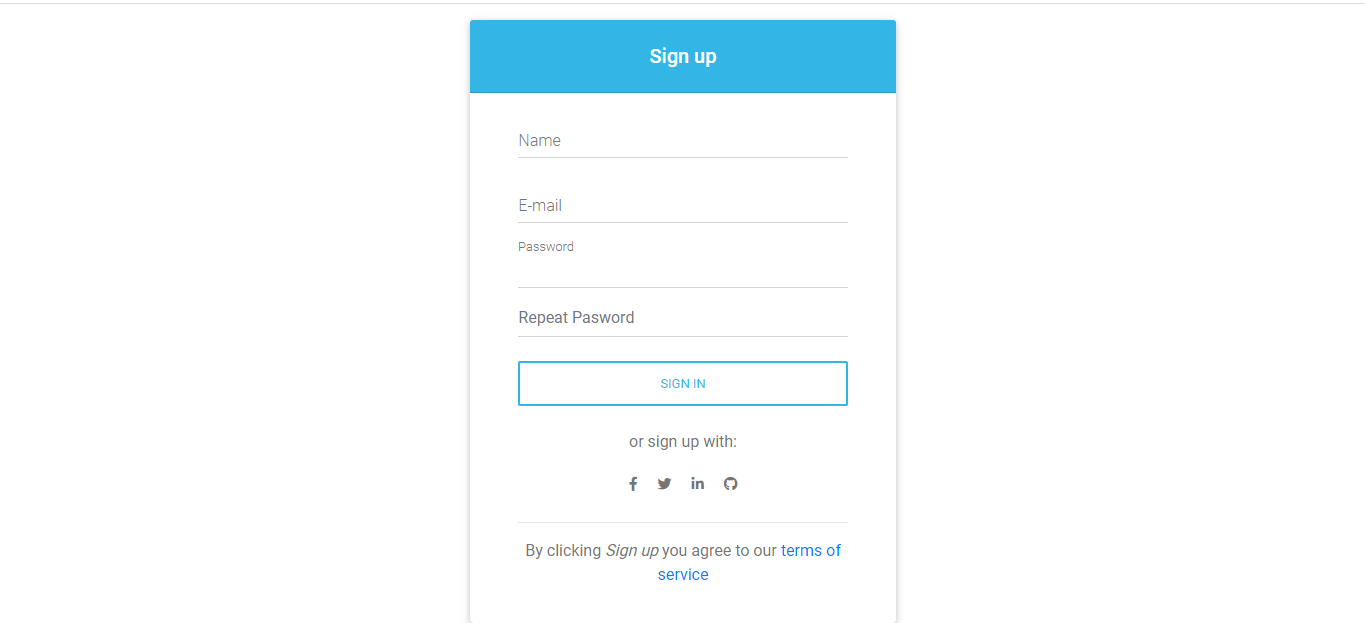 Sign up
Name
E-mail
Password
Repeat Pasword
SIGN IN
or sign up with:
By clicking Sign up you agree to our terms of
service